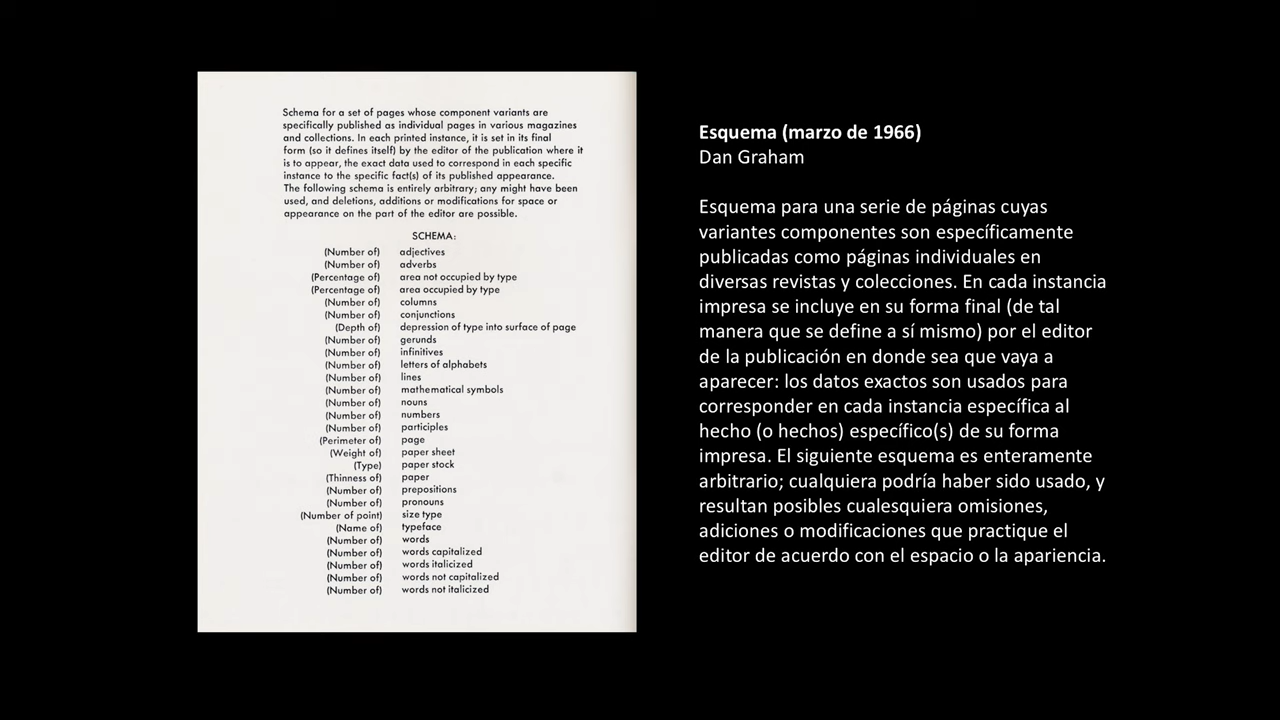 Schema for a set of pages whose component variants are
specifically published as individual pages in various magazines
and collections. In each printed instance, it is set in its final
form (so it defines itself) by the editor of the publication where it
is to appear, the exact data used to correspond in each specific
instance to the specific fact(s) of its published appearance.
The following schema is entirely arbitrary; any might have been
used, and deletions, additions or modifications for space or
appearance on the part of the editor are possible.
SCHEMA:
(Number of) adjectives
(Number of) adverbs
(Percentage of) area not occupied by type
(Percentage of) area occupied by type
(Number of) columns
(Number of) conjunctions
(Depth of) depression of type into surface of page
(Number of) gerunds
(Number of) infinitives
(Number of) letters of alphabets
(Number of) lines
(Number of) mathematical symbols
(Number of) nouns
(Number of) numbers
(Number of) participles
(Perimeter of) page
(Weight of) paper sheet
(Type) paper stock
(Thinness of) paper
(Number of) prepositions
(Number of) pronouns
(Number of point) size type
(Name of) typeface
(Number of) words
(Number of) words capitalized
(Number of) words italicized
(Number of) words not capitalized
(Number of) words not italicized
Esquema (marzo de 1966)
Dan Graham
Esquema para una serie de páginas cuyas
variantes componentes son específicamente
publicadas como páginas individuales en
diversas revistas y colecciones. En cada instancia
impresa se incluye en su forma final (de tal
manera que se define a sí mismo) por el editor
de la publicación en donde sea que vaya a
aparecer: los datos exactos son usados para
corresponder en cada instancia específica al
hecho (o hechos) específico(s) de su forma
impresa. El siguiente esquema es enteramente
arbitrario; cualquiera podría haber sido usado, y
resultan posibles cualesquiera omisiones,
adiciones o modificaciones que practique el
editor de acuerdo con el espacio o la apariencia.